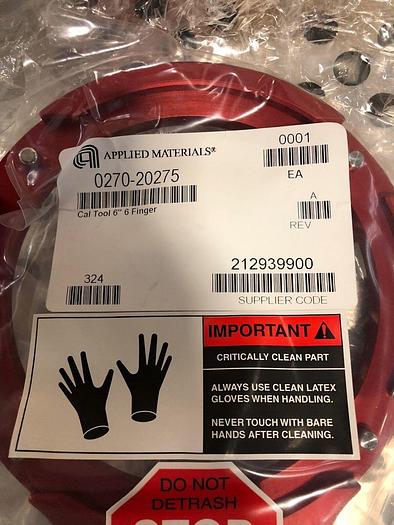 APPLIED MATERIALS®
0001
EA
0270-20275
Cal Tool 6" 6 Finger
A
REV
324
212939900
SUPPLIER CODE
IMPORTANT
CRITICALLY CLEAN PART
ALWAYS USE CLEAN LATEX
GLOVES WHEN HANDLING.
NEVER TOUCH WITH BARE
HANDS AFTER CLEANING.
DO NOT
DETRASH
STOP